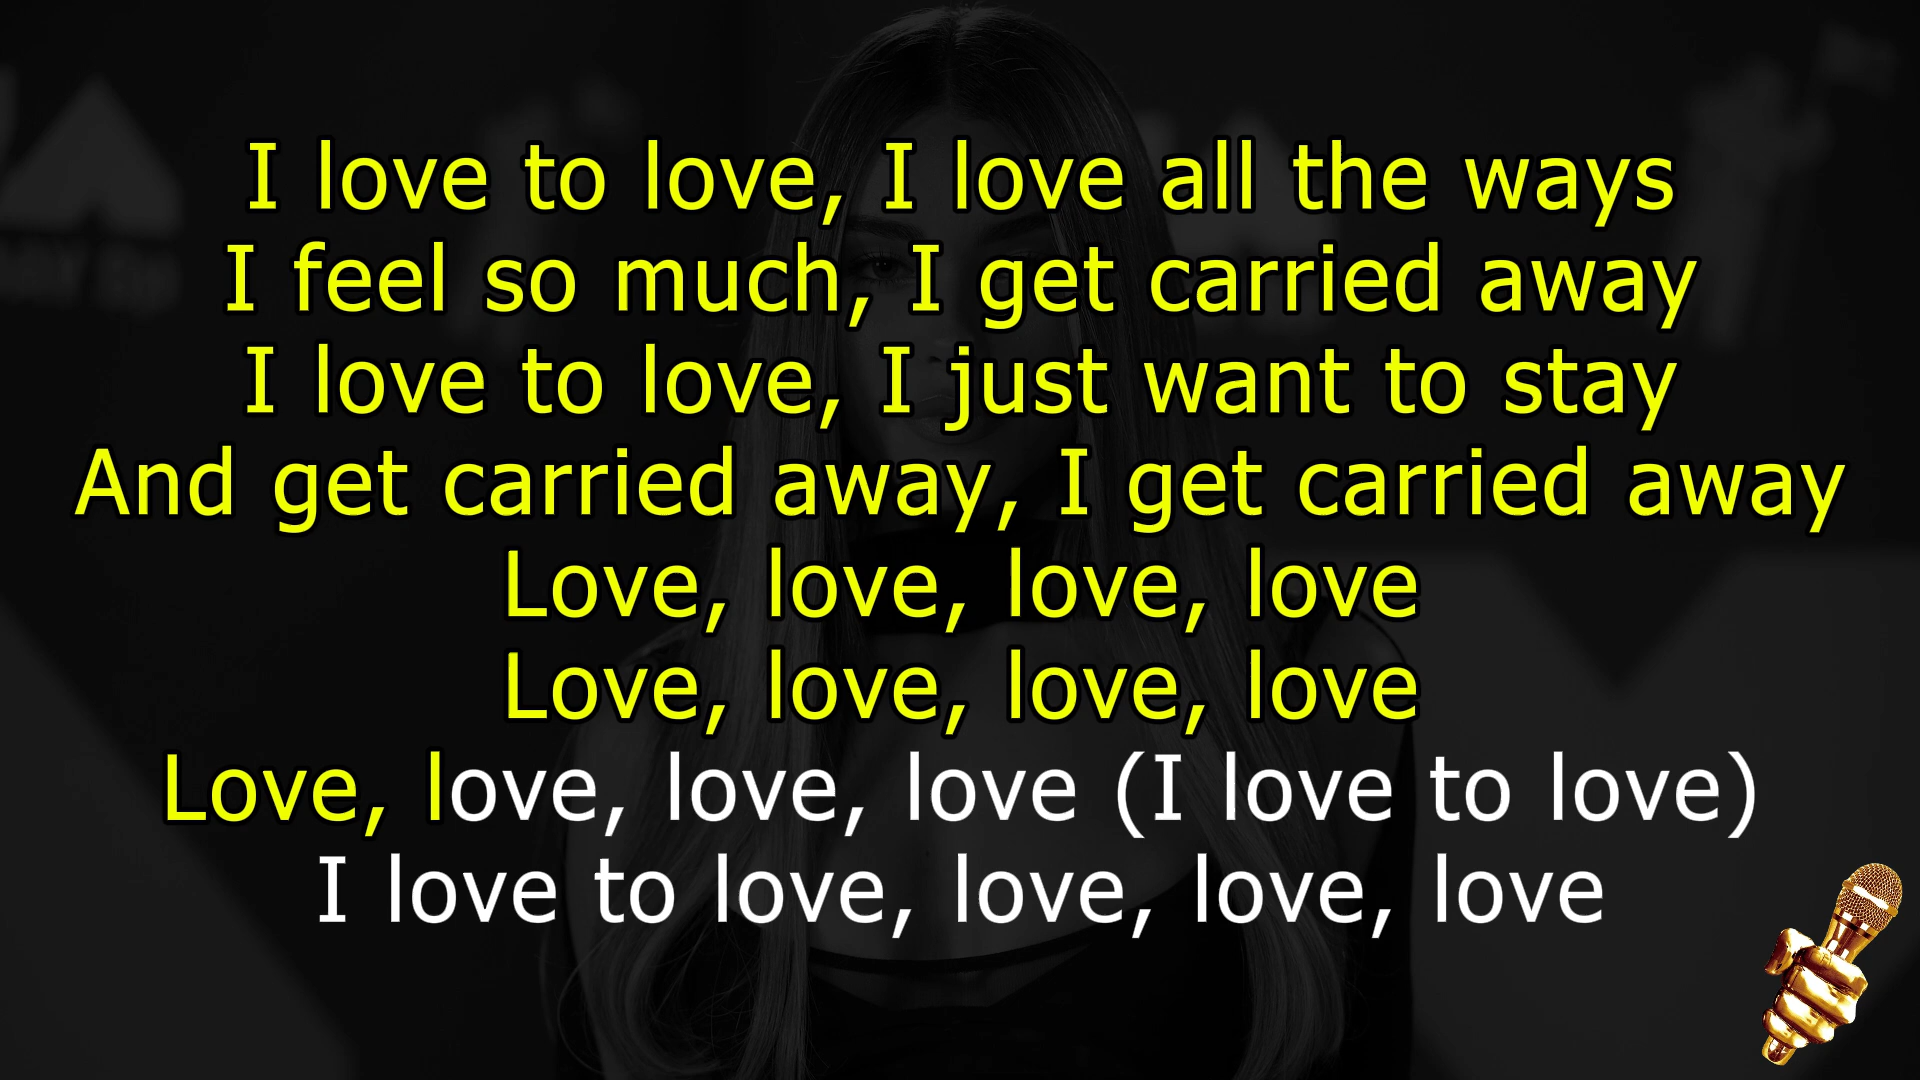 I love to love, I love all the ways
I feel so much, I get carried away
I love to love, I just want to stay
And get carried away, I get carried away
Love, love, love, love
Love, love, love, love
Love, love, love, love (I love to love)
I love to love, love, love, love